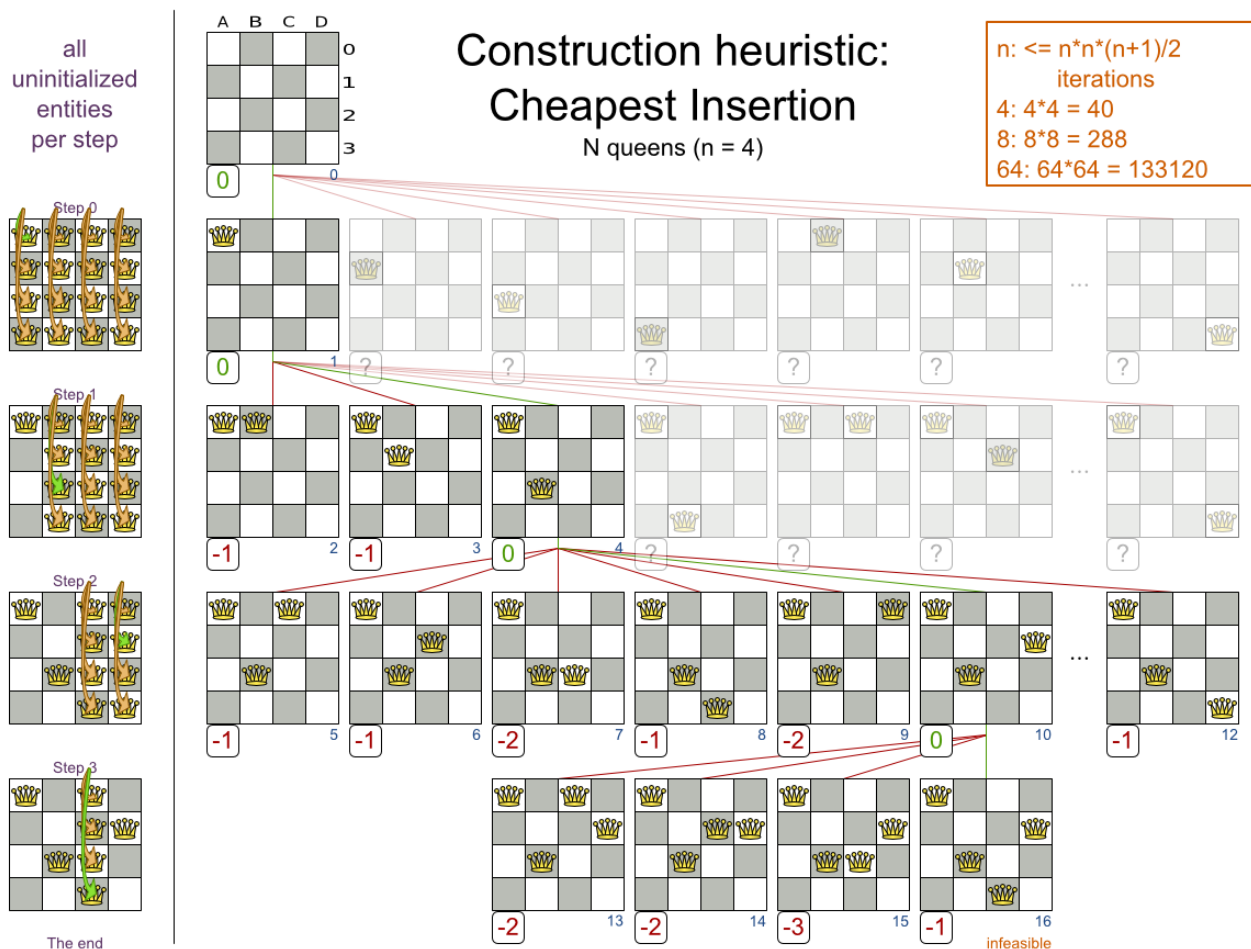 all
uninitialized
entities
per step
A B C D
0
1
2
3
Construction heuristic:
Cheapest Insertion
N queens (n = 4)
n: <= n*n*(n+1)/2
iterations
4: 4*4 = 40
8: 8*8 = 288
64: 64*64 = 133120
0 0
Step 0
...
0 1 ? ? ? ? ? ?
Step 1
...
-1 2 -1 3 0 4 ? ? ? ?
Step 2
...
-1 5 -1 6 -2 7 -1 8 -2 9 0 10 -1 12
Step 3
-2 13 -2 14 -3 15 -1 16
The end
infeasible